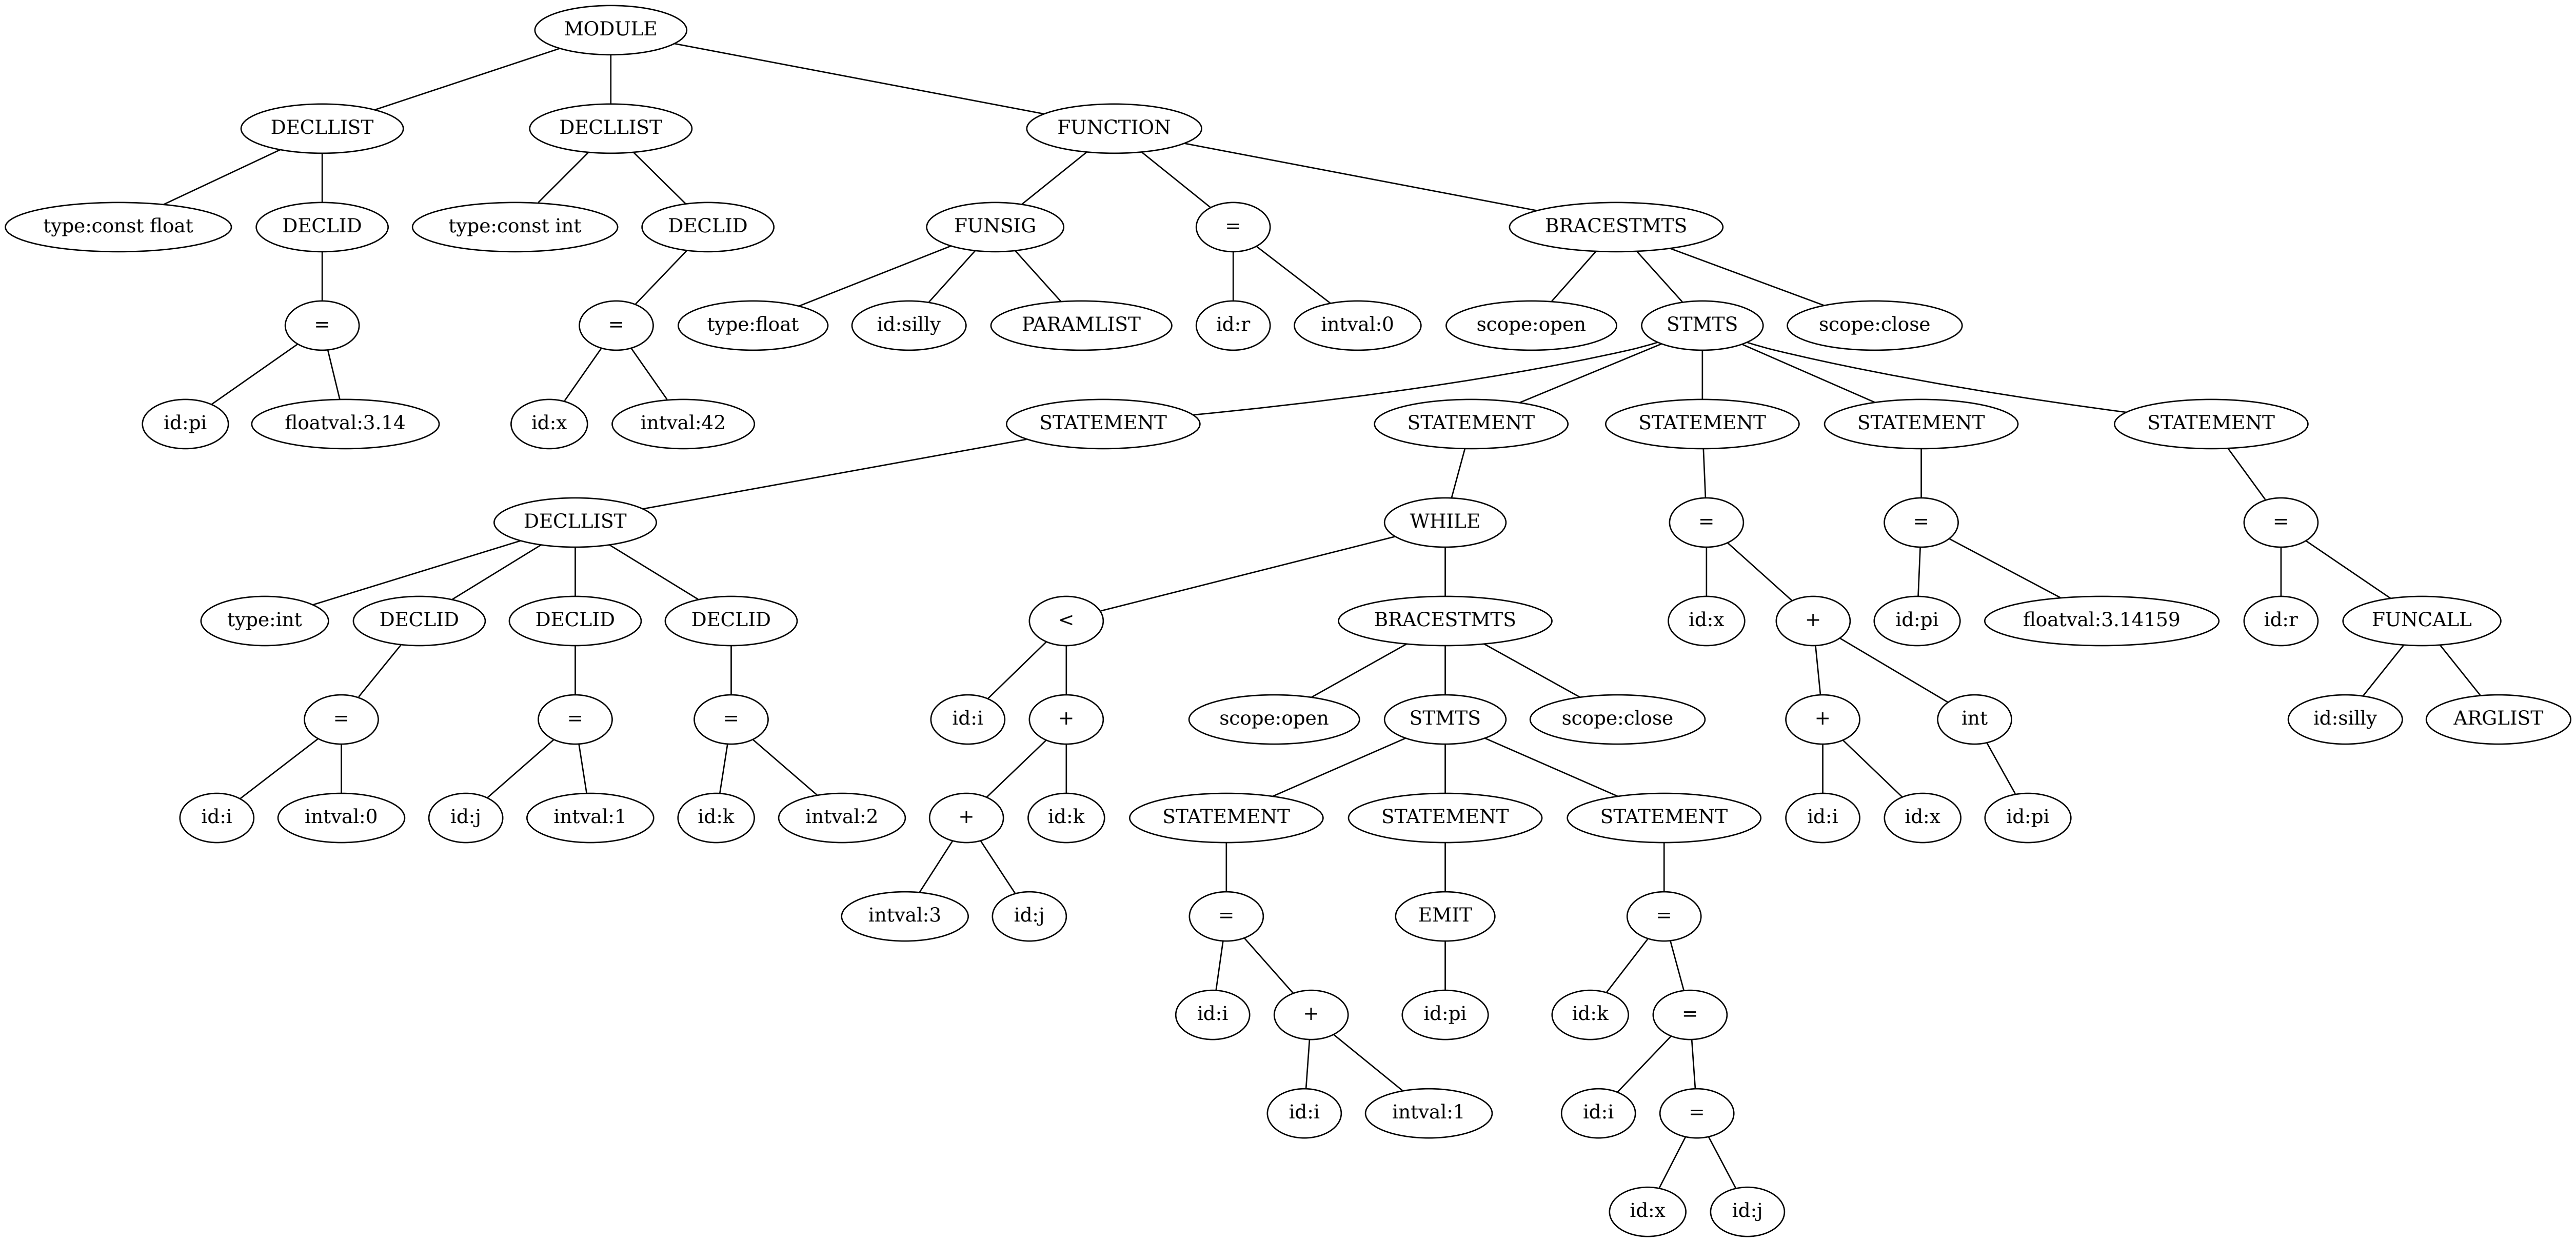 MODULE
DECLLIST DECLLIST FUNCTION
type:const float DECLID type:const int DECLID FUNSIG = BRACESTMTS
= = type:float id:silly PARAMLIST id:r intval:0 scope:open STMTS scope:close
id:pi floatval:3.14 id:x intval:42 STATEMENT STATEMENT STATEMENT STATEMENT STATEMENT
DECLLIST WHILE = = =
type:int DECLID DECLID DECLID < BRACESTMTS id:x + id:pi floatval:3.14159 id:r FUNCALL
= = = id:i + scope:open STMTS scope:close + int id:silly ARGLIST
id:i intval:0 id:j intval:1 id:k intval:2 + id:k STATEMENT STATEMENT STATEMENT id:i id:x id:pi
intval:3 id:j = EMIT =
id:i + id:pi id:k =
id:i intval:1 id:i =
id:x id:j